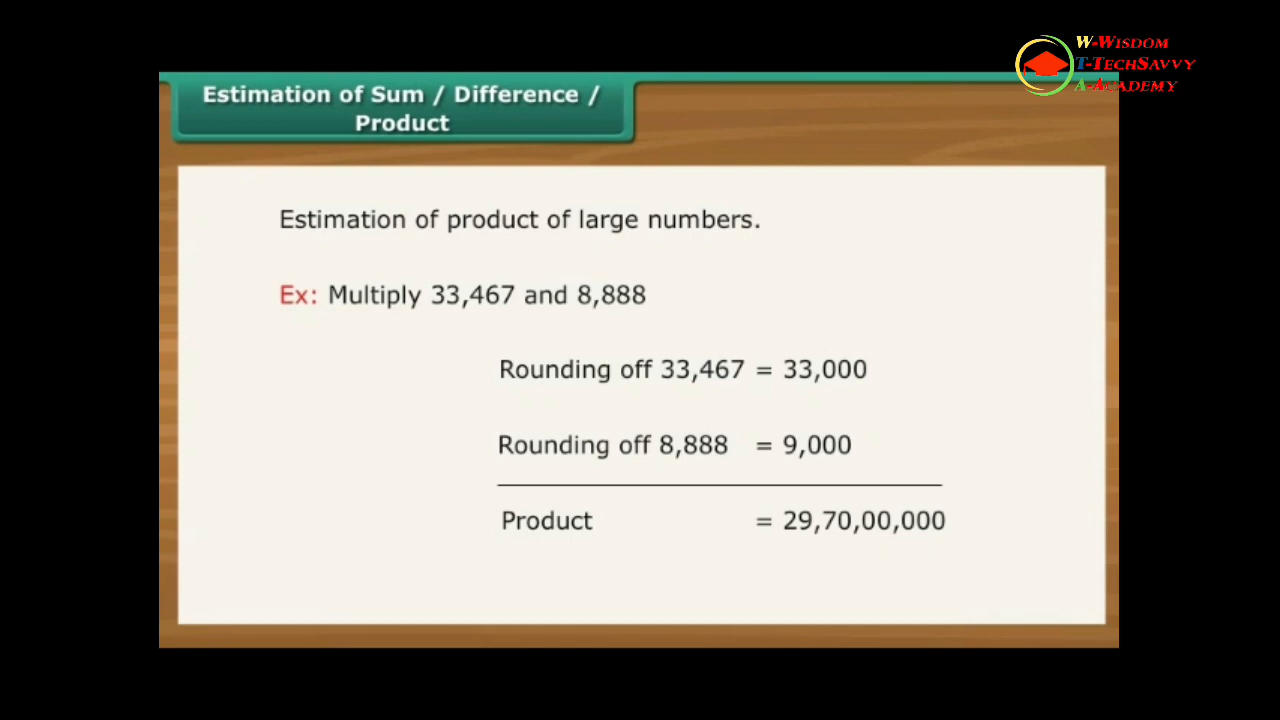 W-Wisdom
T-TechSavvy
A-Academy
Estimation of Sum / Difference /
Product
Estimation of product of large numbers.
Ex: Multiply 33,467 and 8,888
Rounding off 33,467 = 33,000
Rounding off 8,888 = 9,000
Product = 29,70,00,000